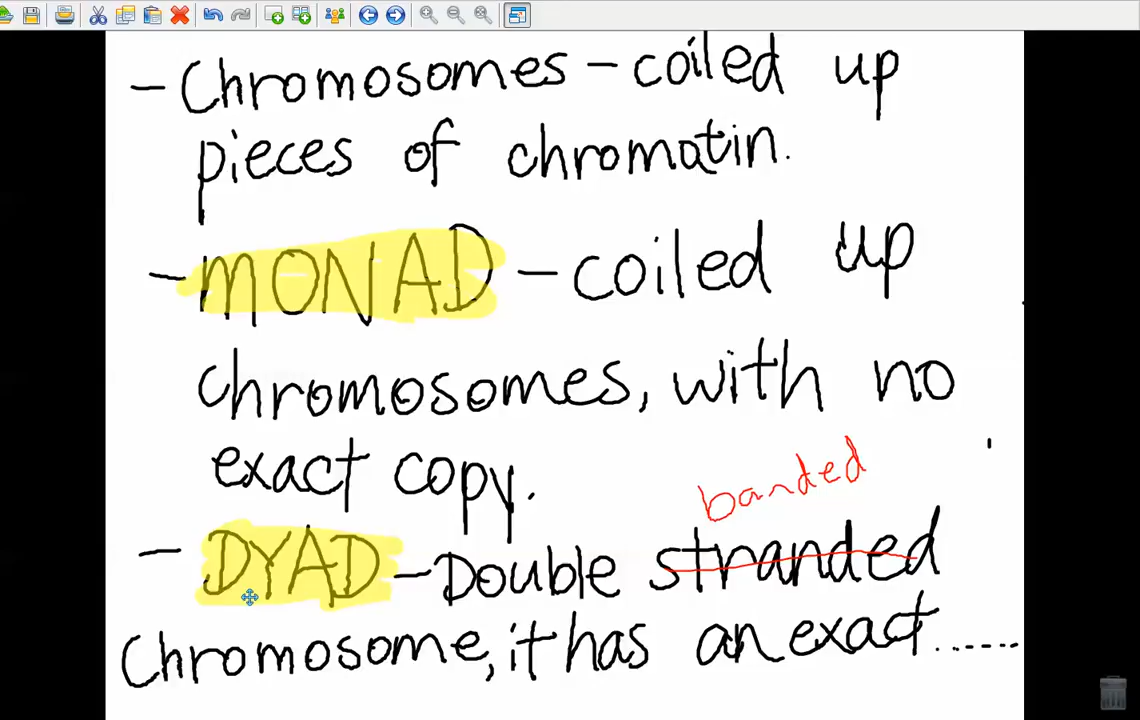 - Chromosomes - coiled up
pieces of chromatin.
- MONAD - coiled up
chromosomes, with no
exact copy.
banded
- DYAD - Double stranded
Chromosome, it has an exact......